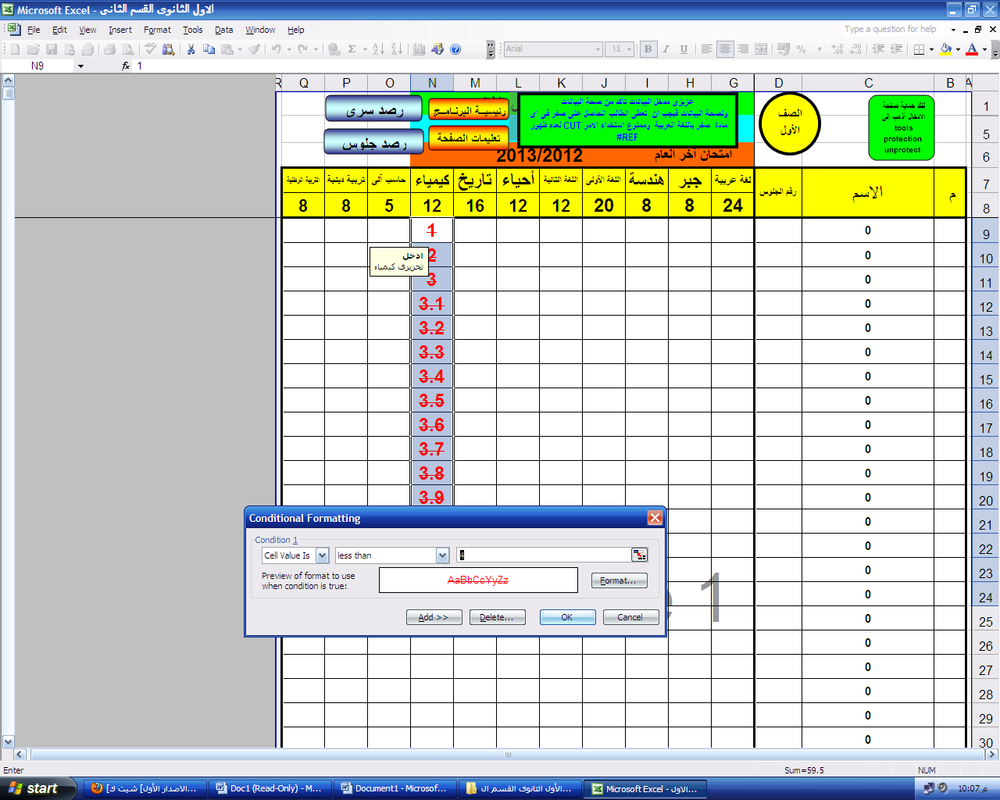 Microsoft Excel - الاول الثانوى القسم الثانى
File Edit View Insert Format Tools Data Window Help
Type a question for help
Arial
١٤
N9 fx 1
R Q P O N M L K J I H G D C B A
رصد سرى
رئيسية البرنامج
رصد جلوس
تعليمات الصفحة
عزيزى مدخل البيانات تأكد من صحة البيانات
ولصحة البيانات فيجب ان تعطى الطالب الحاصل على صفر فى اى
مادة صفر باللغة العربية وممنوع استخدام الامر CUT لعدم ظهور
#REF
امتحان أخر العام
2013/2012
الصف
الأول
لفك حماية صفحة
الادخال أذهب الى
tools
protection
unprotect
م
الاسم
رقم الجلوس
لغة عربية
جبر
هندسة
اللغة الأولى
اللغة الثانية
أحياء
تاريخ
كيمياء
حاسب ألى
تربية دينية
التربية الوطنية
8 8 5 12 16 12 12 20 8 8 24
1
5
6
7
8
1 0 9
2 0 10
3 0 11
3.1 0 12
3.2 0 13
3.3 0 14
3.4 0 15
3.5 0 16
3.6 0 17
3.7 0 18
3.8 0 19
3.9 0 20
0 21
0 22
0 23
0 24
0 25
0 26
0 27
0 28
0 29
0 30
ادخل
تحريرى كيمياء
e 1
Conditional Formatting
Condition 1
Cell Value Is less than 4
Preview of format to use
when condition is true:
AaBbCcYyZz
Format...
Add >> Delete... OK Cancel
Enter Sum=59.5 NUM
start
الاصدار الأول] شيت ك]...
Doc1 (Read-Only) - M...
Document1 - Microsof...
الأول الثانوى القسم ال...
Microsoft Excel - الاول...
10:07 م